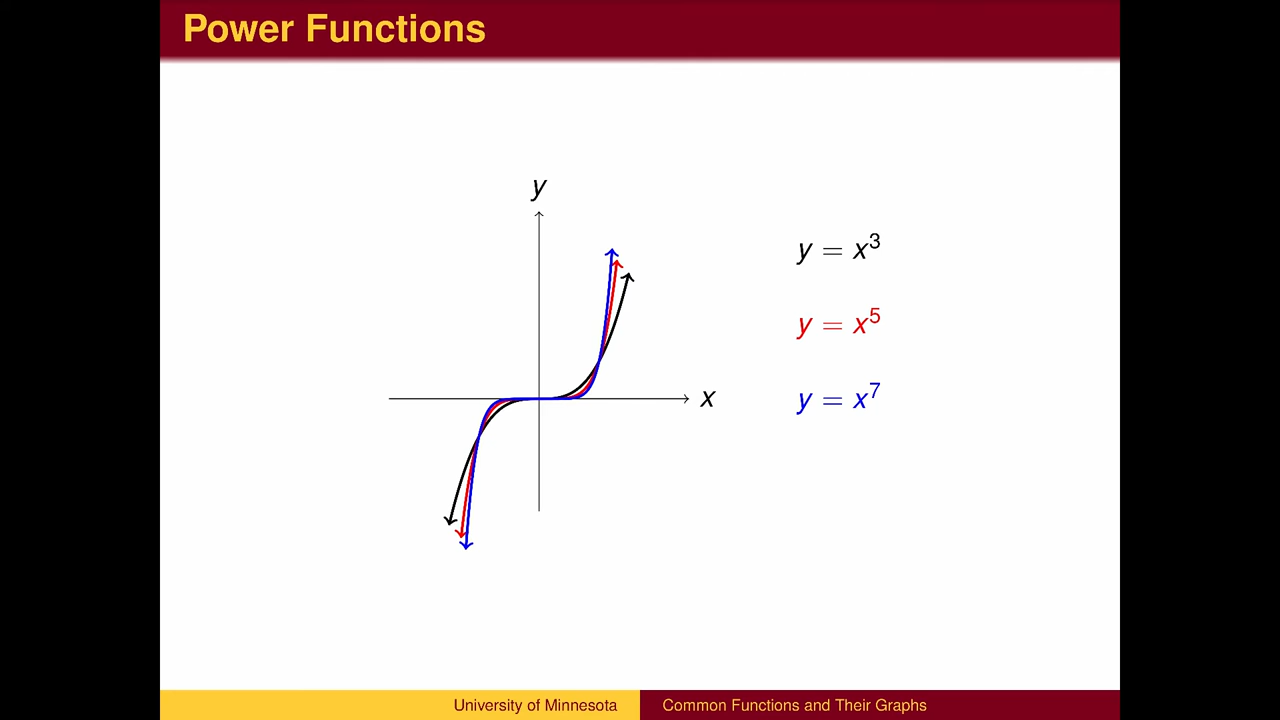 Power Functions
y
x
y = x³
y = x⁵
y = x⁷
University of Minnesota
Common Functions and Their Graphs